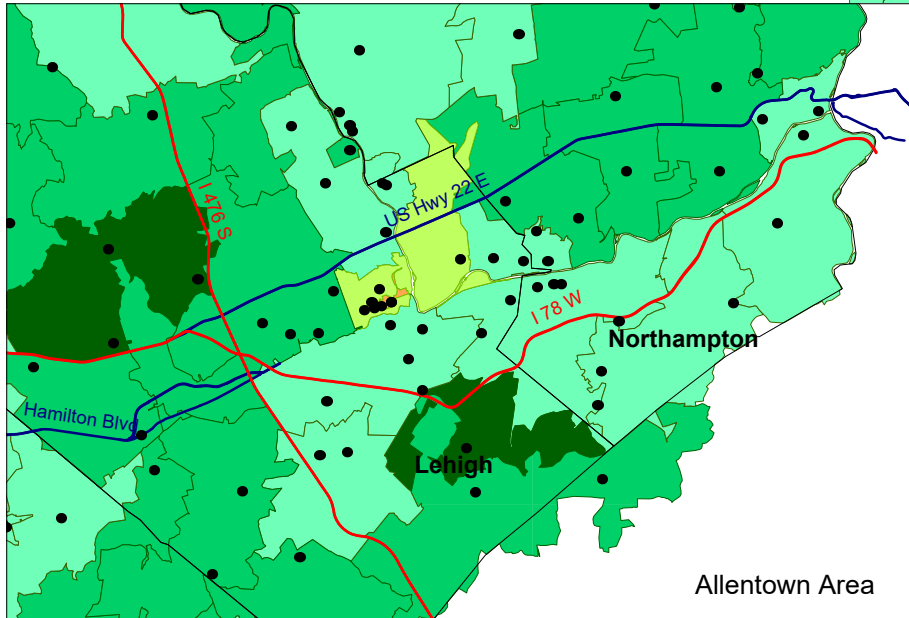 I 476 S
US Hwy 22 E
I 78 W
Northampton
Hamilton Blvd
Lehigh
Allentown Area